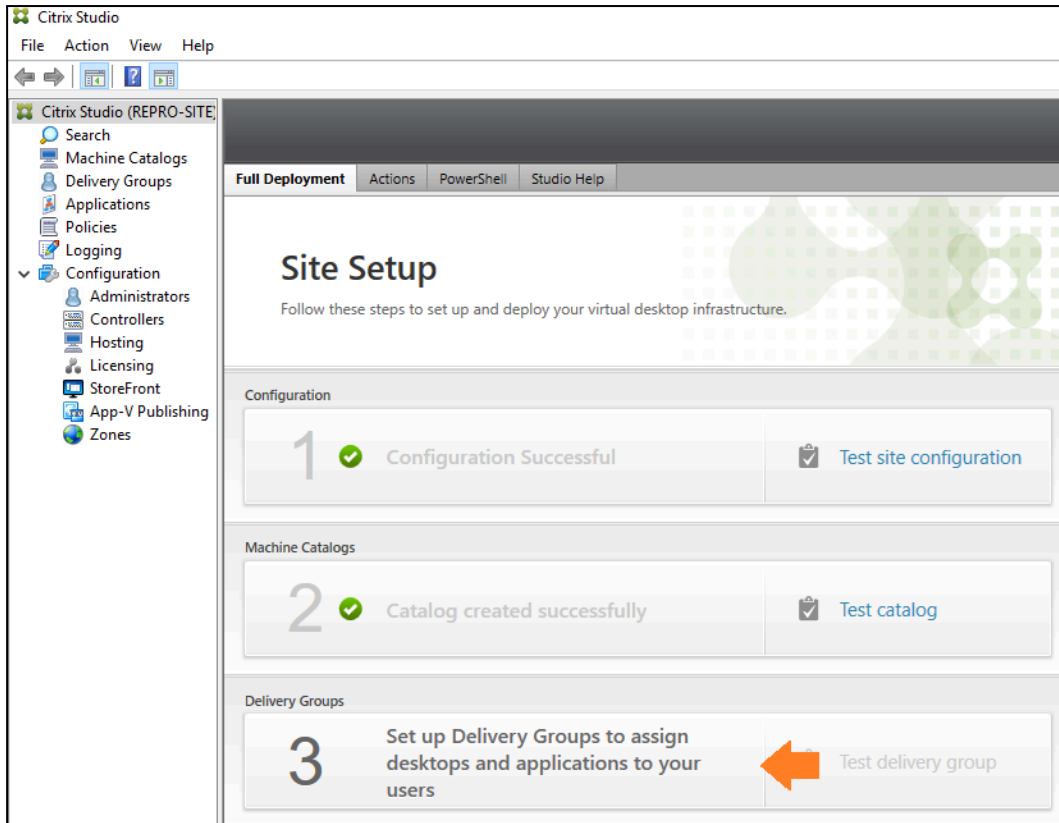 Citrix Studio
File Action View Help
Citrix Studio (REPRO-SITE)
Search
Machine Catalogs
Delivery Groups
Applications
Policies
Logging
Configuration
Administrators
Controllers
Hosting
Licensing
StoreFront
App-V Publishing
Zones
Full Deployment Actions PowerShell Studio Help
Site Setup
Follow these steps to set up and deploy your virtual desktop infrastructure.
Configuration
1 Configuration Successful Test site configuration
Machine Catalogs
2 Catalog created successfully Test catalog
Delivery Groups
3 Set up Delivery Groups to assign
desktops and applications to your
users
Test delivery group